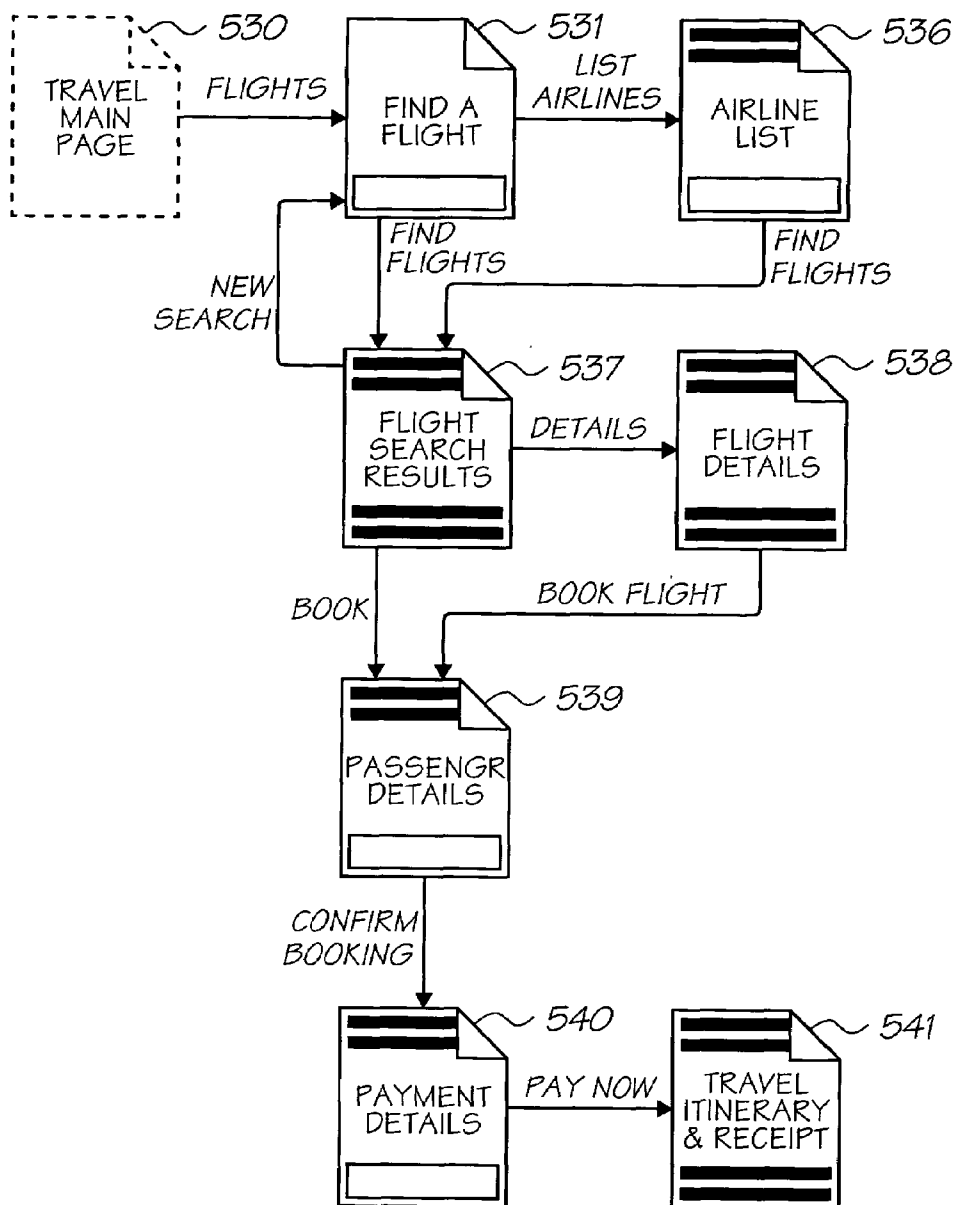 530
TRAVEL
MAIN
PAGE
FLIGHTS
531
FIND A
FLIGHT
LIST
AIRLINES
536
AIRLINE
LIST
FIND
FLIGHTS
FIND
FLIGHTS
NEW
SEARCH
537
FLIGHT
SEARCH
RESULTS
DETAILS
538
FLIGHT
DETAILS
BOOK
BOOK FLIGHT
539
PASSENGR
DETAILS
CONFIRM
BOOKING
540
PAYMENT
DETAILS
PAY NOW
541
TRAVEL
ITINERARY
& RECEIPT